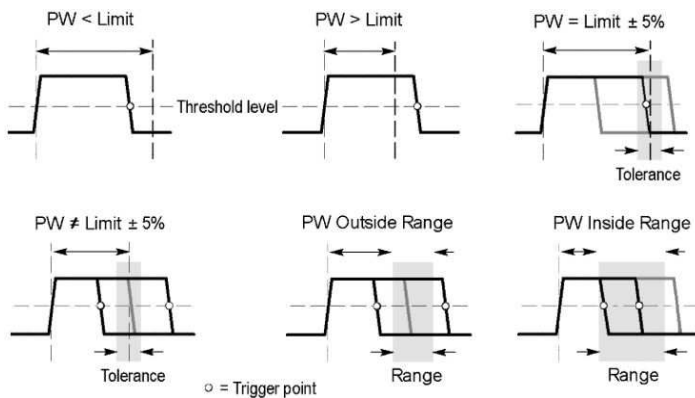 PW < Limit
PW > Limit
PW = Limit ± 5%
Threshold level
Tolerance
PW ≠ Limit ± 5%
PW Outside Range
PW Inside Range
Tolerance
Range
Range
○ = Trigger point